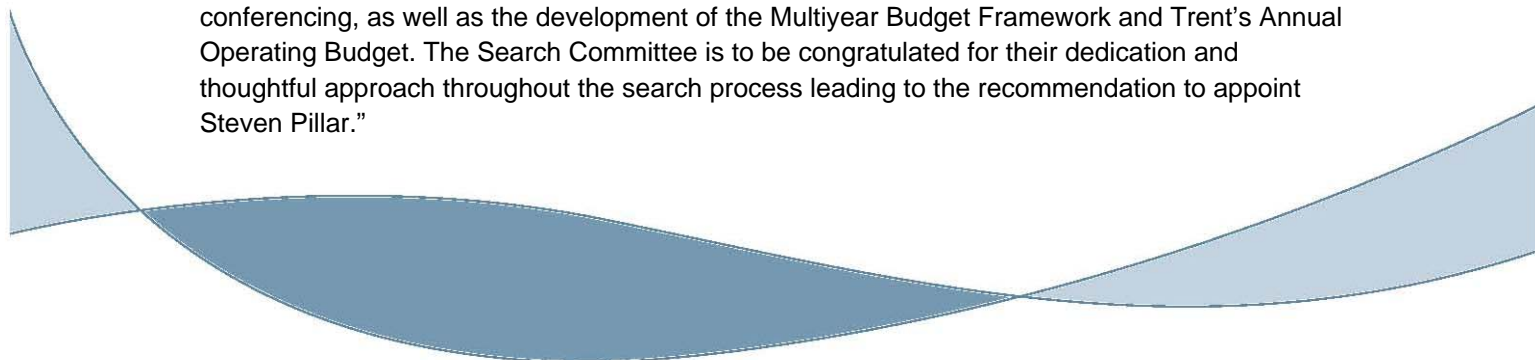 conferencing, as well as the development of the Multiyear Budget Framework and Trent’s Annual
Operating Budget. The Search Committee is to be congratulated for their dedication and
thoughtful approach throughout the search process leading to the recommendation to appoint
Steven Pillar.”